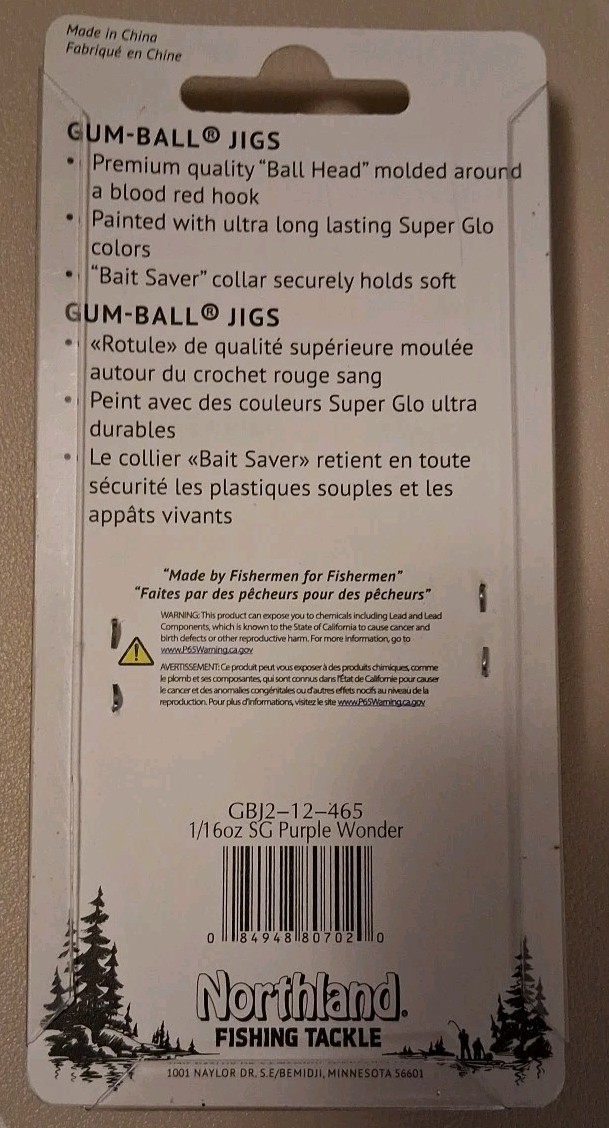 Made in China
Fabriqué en Chine
GUM-BALL® JIGS
• Premium quality “Ball Head” molded around
a blood red hook
• Painted with ultra long lasting Super Glo
colors
• “Bait Saver” collar securely holds soft
GUM-BALL® JIGS
• «Rotule» de qualité supérieure moulée
autour du crochet rouge sang
• Peint avec des couleurs Super Glo ultra
durables
• Le collier «Bait Saver» retient en toute
sécurité les plastiques souples et les
appâts vivants
“Made by Fishermen for Fishermen”
“Faites par des pêcheurs pour des pêcheurs”
WARNING: This product can expose you to chemicals including Lead and Lead
Components, which is known to the State of California to cause cancer and
birth defects or other reproductive harm. For more information, go to
www.P65Warning.ca.gov
AVERTISSEMENT: Ce produit peut vous exposer à des produits chimiques, comme
le plomb et ses composantes, qui sont connus dans l'État de Californie pour causer
le cancer et des anomalies congénitales ou d'autres effets nocifs au niveau de la
reproduction. Pour plus d'informations, visitez le site www.P65Warning.ca.gov
GBJ2-12-465
1/16oz SG Purple Wonder
0 84948 80702 0
Northland.
FISHING TACKLE
1001 NAYLOR DR. S.E/BEMIDJI, MINNESOTA 56601